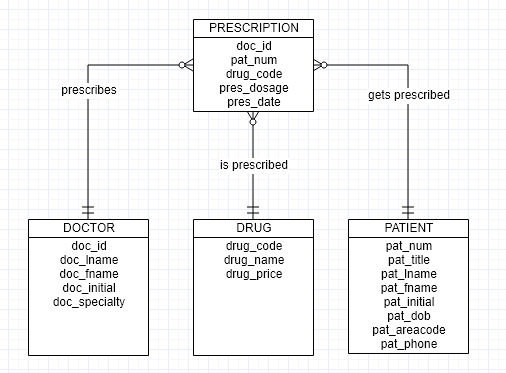 PRESCRIPTION
doc_id
pat_num
drug_code
pres_dosage
pres_date
prescribes
gets prescribed
is prescribed
DOCTOR
doc_id
doc_lname
doc_fname
doc_initial
doc_specialty
DRUG
drug_code
drug_name
drug_price
PATIENT
pat_num
pat_title
pat_lname
pat_fname
pat_initial
pat_dob
pat_areacode
pat_phone